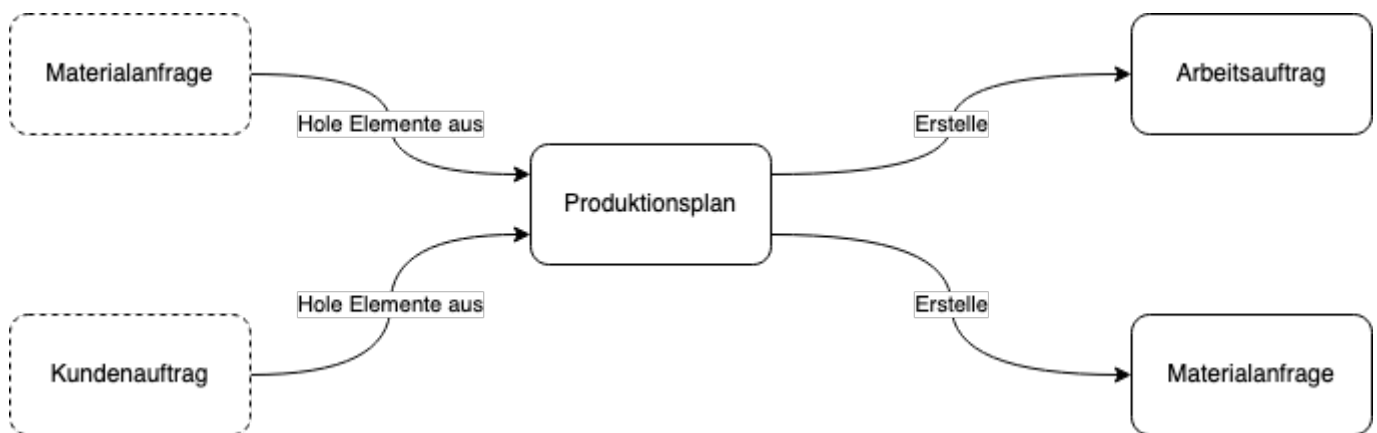 Materialanfrage
Arbeitsauftrag
Hole Elemente aus
Erstelle
Produktionsplan
Hole Elemente aus
Erstelle
Kundenauftrag
Materialanfrage